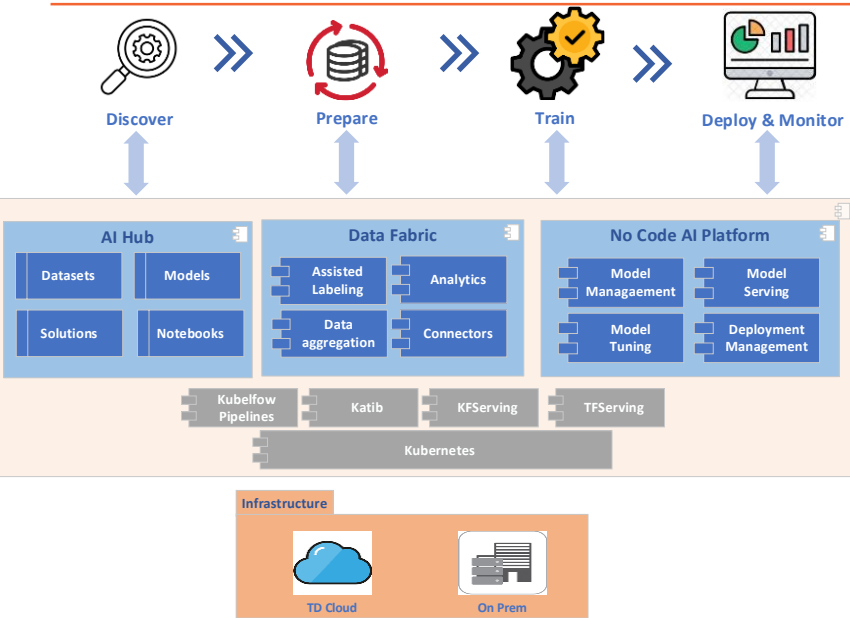 Discover
Prepare
Train
Deploy & Monitor
AI Hub
Datasets
Models
Solutions
Notebooks
Data Fabric
Assisted
Labeling
Analytics
Data
aggregation
Connectors
No Code AI Platform
Model
Managaement
Model
Serving
Model
Tuning
Deployment
Management
Kubelfow
Pipelines
Katib
KFServing
TFServing
Kubernetes
Infrastructure
TD Cloud
On Prem